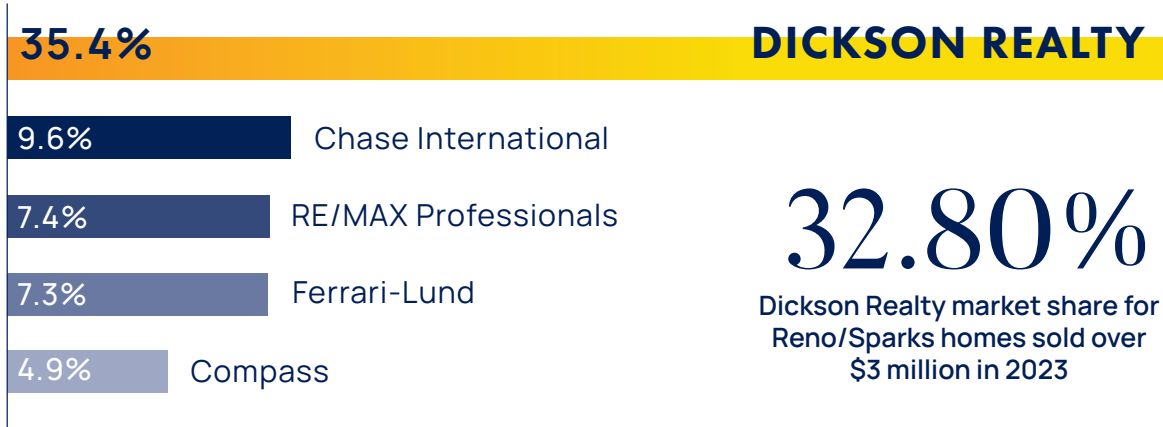 35.4% DICKSON REALTY
9.6% Chase International
7.4% RE/MAX Professionals
7.3% Ferrari-Lund
4.9% Compass
32.80%
Dickson Realty market share for
Reno/Sparks homes sold over
$3 million in 2023